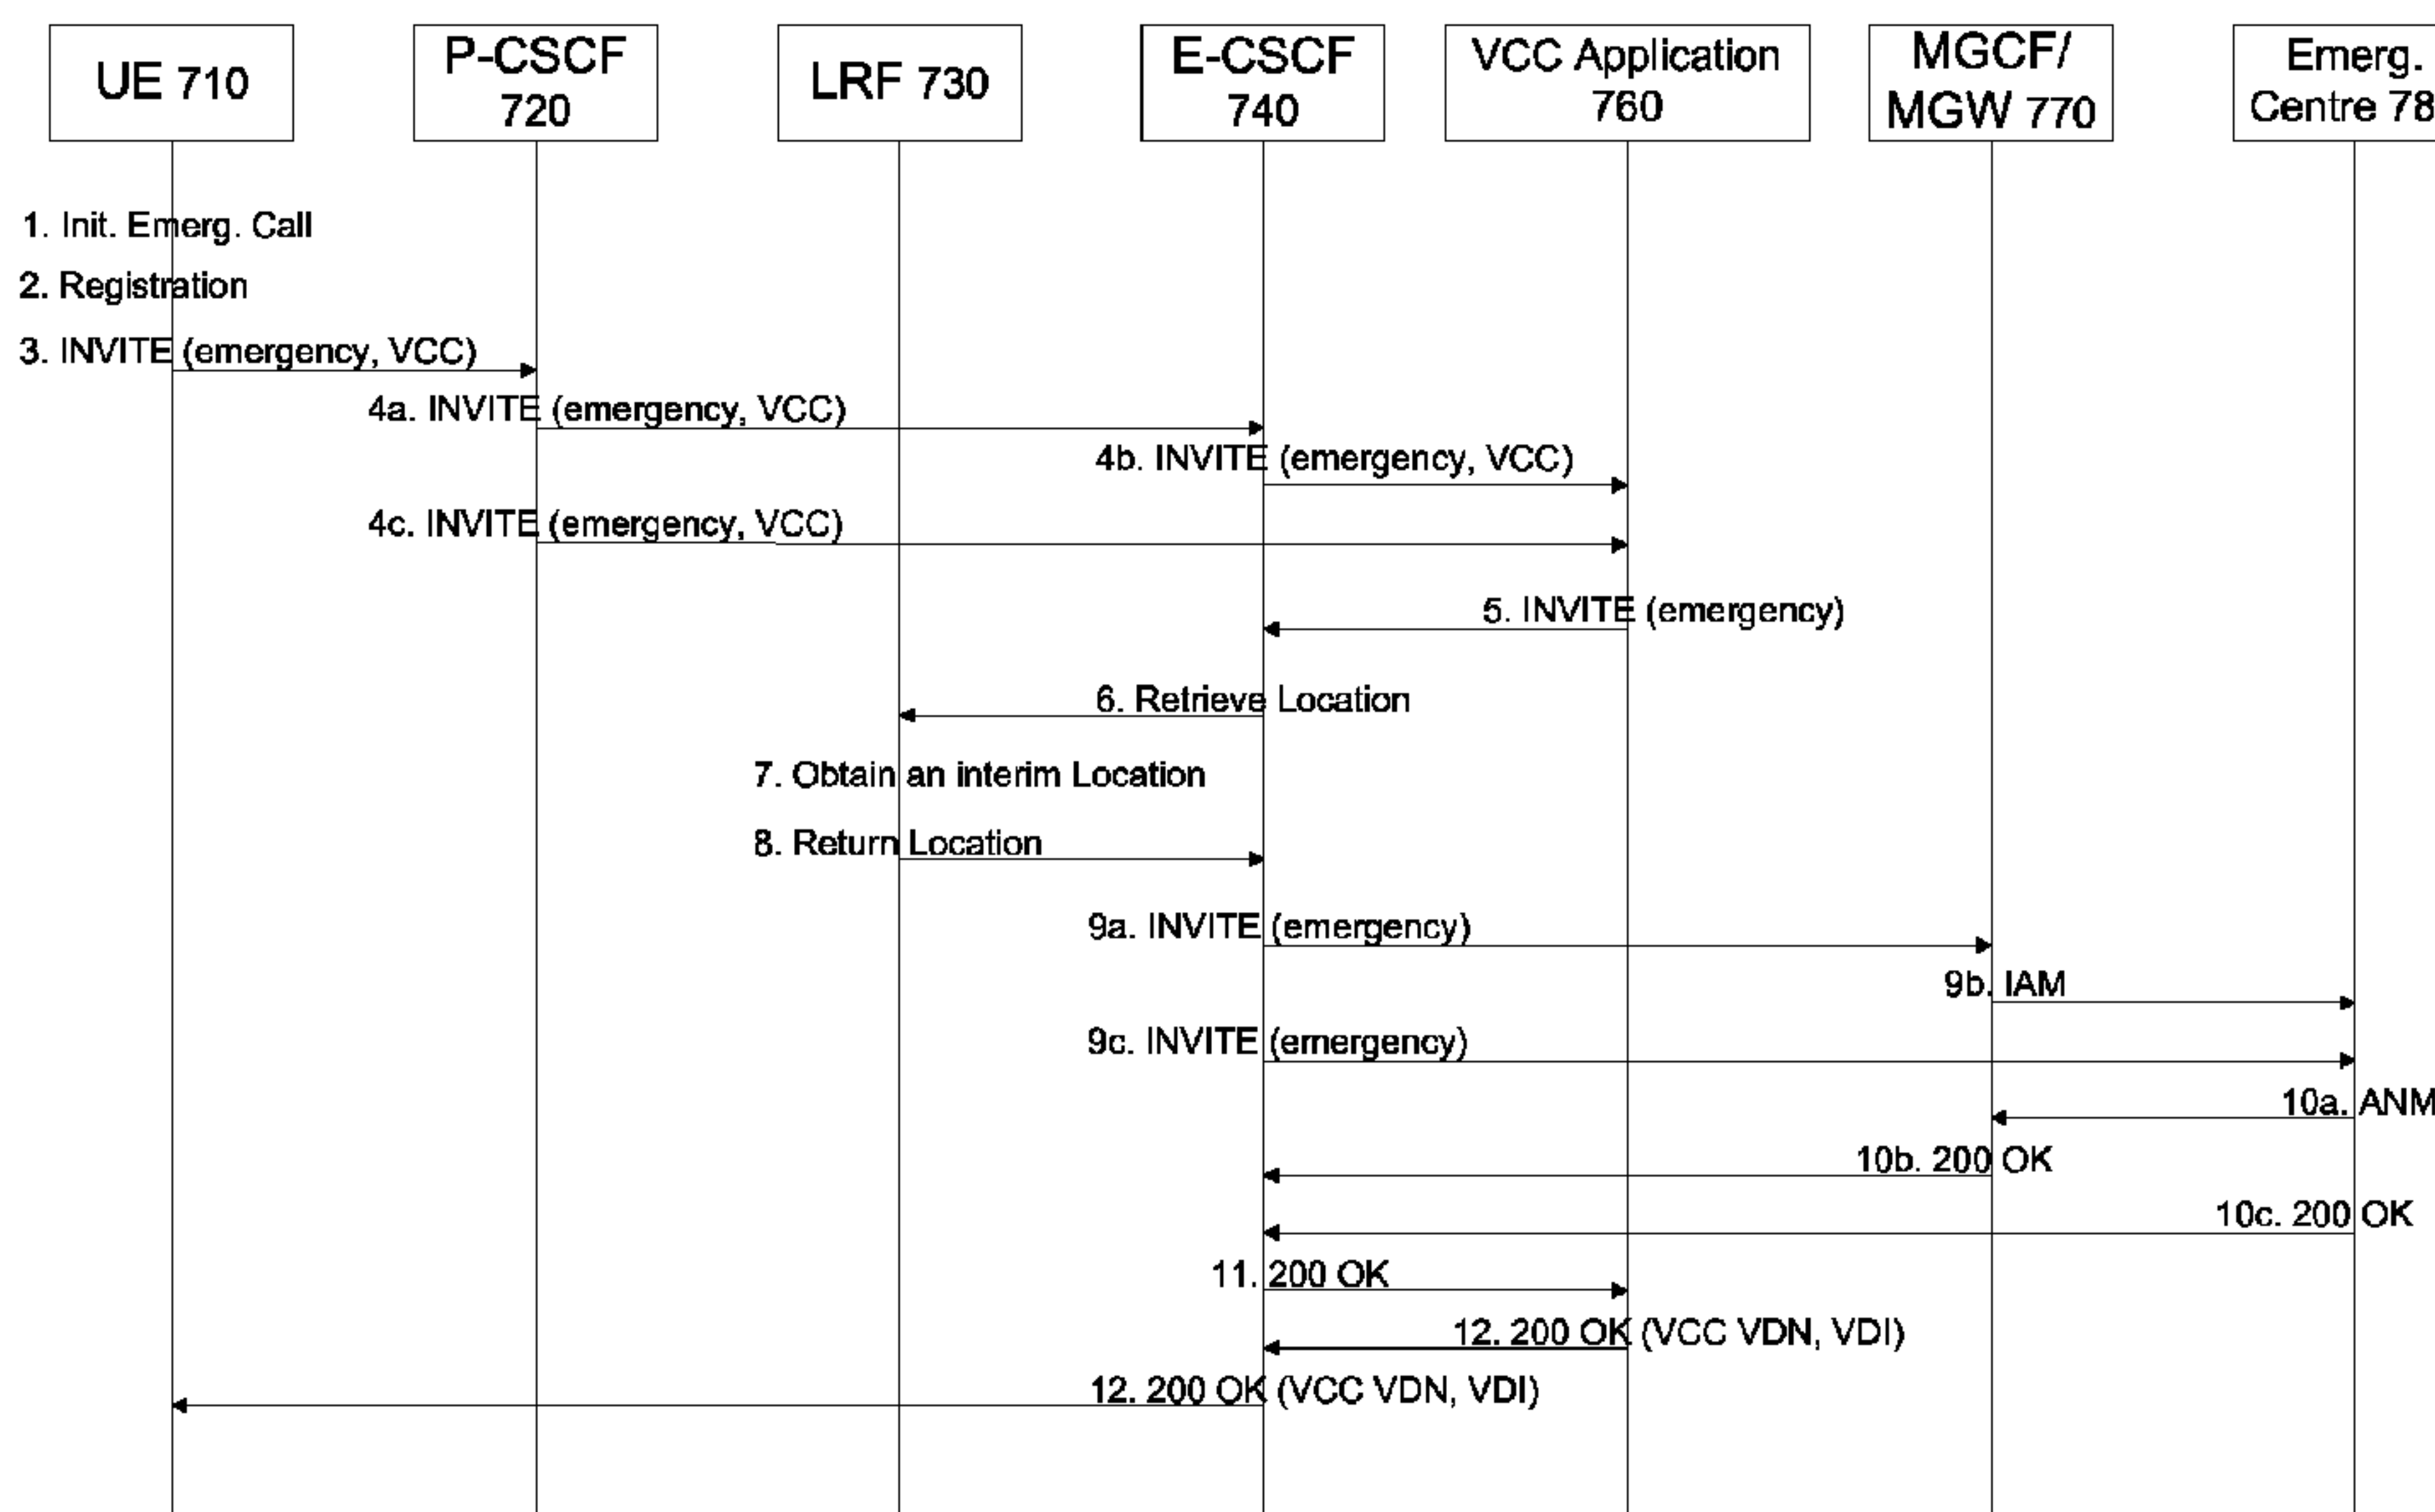 UE 710
P-CSCF
720
LRF 730
E-CSCF
740
VCC Application
760
MGCF/
MGW 770
Emerg.
Centre 78
1. Init. Emerg. Call
2. Registration
3. INVITE (emergency, VCC)
4a. INVITE (emergency, VCC)
4b. INVITE (emergency, VCC)
4c. INVITE (emergency, VCC)
5. INVITE (emergency)
6. Retrieve Location
7. Obtain an interim Location
8. Return Location
9a. INVITE (emergency)
9b. IAM
9c. INVITE (emergency)
10a. ANM
10b. 200 OK
10c. 200 OK
11. 200 OK
12. 200 OK (VCC VDN, VDI)
12. 200 OK (VCC VDN, VDI)